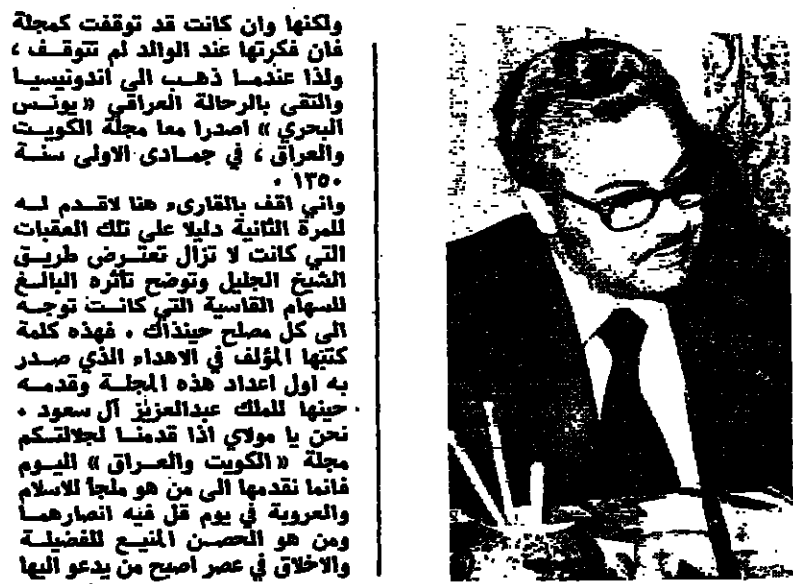 ولكنها وان كانت قد توقفت كمجلة
فان فكرتها عند الوالد لم تتوقف ،
ولذا عندما ذهب الى اندونيسيا
والتقى بالرحالة العراقي « يونس
البحري » اصدرا معا مجلة الكويت
والعراق ، في جمادى الاولى سنة
١٣٥٠ .
واني اقف بالقارىء هنا لاقدم له
للمرة الثانية دليلا على تلك العقبات
التي كانت لا تزال تعترض طريق
الشيخ الجليل وتوضح تأثره البالغ
للسهام القاسية التي كانت توجه
الى كل مصلح حينذاك . فهذه كلمة
كتبها المؤلف في الاهداء الذي صدر
به اول اعداد هذه المجلة وقدمه
حينها للملك عبدالعزيز آل سعود .
نحن يا مولاي اذا قدمنا لجلالتكم
مجلة « الكويت والعراق » اليوم
فانما نقدمها الى من هو ملجأ للاسلام
والعروبة في يوم قل فيه انصارهما
ومن هو الحصن المنيع للفضيلة
والاخلاق في عصر اصبح من يدعو اليها